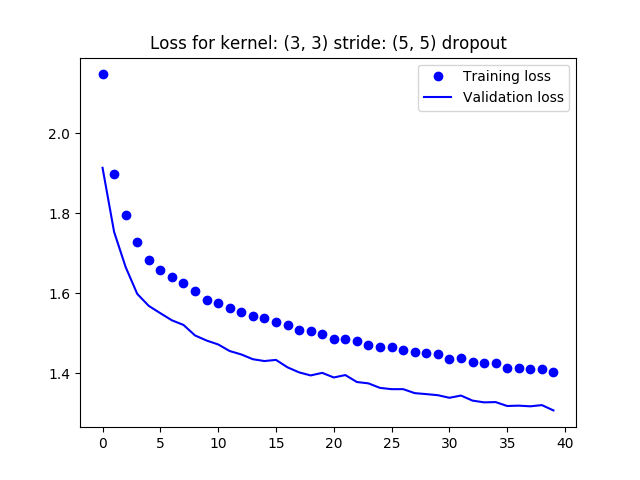 Loss for kernel: (3, 3) stride: (5, 5) dropout
Training loss
Validation loss
2.0
1.8
1.6
1.4
0 5 10 15 20 25 30 35 40